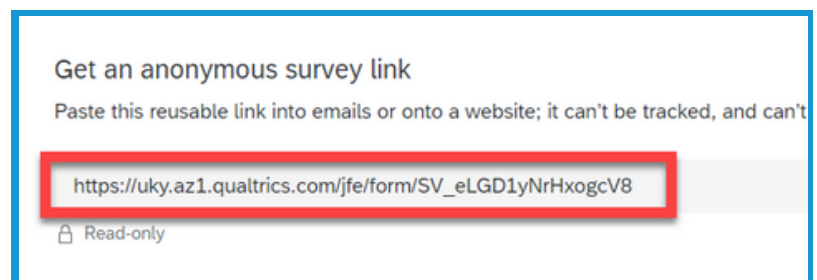 Get an anonymous survey link
Paste this reusable link into emails or onto a website; it can't be tracked, and can't
https://uky.az1.qualtrics.com/jfe/form/SV_eLGD1yNrHxogcV8
Read-only